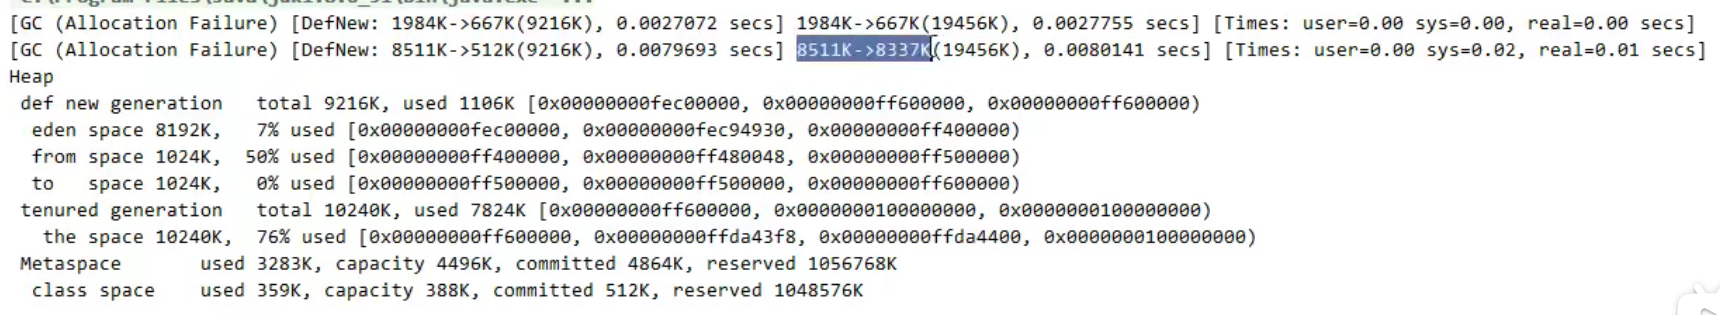 [GC (Allocation Failure) [DefNew: 1984K->667K(9216K), 0.0027072 secs] 1984K->667K(19456K), 0.0027755 secs] [Times: user=0.00 sys=0.00, real=0.00 secs]
[GC (Allocation Failure) [DefNew: 8511K->512K(9216K), 0.0079693 secs] 8511K->8337K(19456K), 0.0080141 secs] [Times: user=0.00 sys=0.02, real=0.01 secs]
Heap
def new generation   total 9216K, used 1106K [0x00000000fec00000, 0x00000000ff600000, 0x00000000ff600000)
eden space 8192K,   7% used [0x00000000fec00000, 0x00000000fec94930, 0x00000000ff400000)
from space 1024K,  50% used [0x00000000ff400000, 0x00000000ff480048, 0x00000000ff500000)
to   space 1024K,   0% used [0x00000000ff500000, 0x00000000ff500000, 0x00000000ff600000)
tenured generation   total 10240K, used 7824K [0x00000000ff600000, 0x0000000100000000, 0x0000000100000000)
the space 10240K,  76% used [0x00000000ff600000, 0x00000000ffda43f8, 0x00000000ffda4400, 0x0000000100000000)
Metaspace       used 3283K, capacity 4496K, committed 4864K, reserved 1056768K
class space    used 359K, capacity 388K, committed 512K, reserved 1048576K